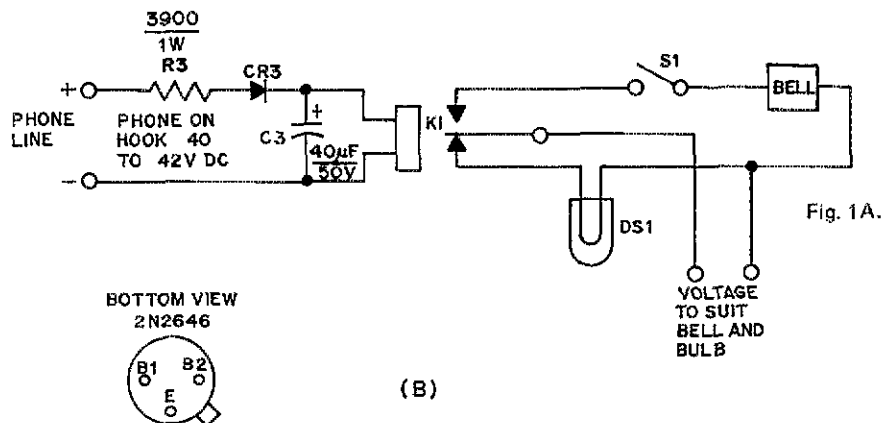 3900
1W
R3
CR3
S1
BELL
+
PHONE
LINE
PHONE ON
HOOK 40
TO 42V DC
+
C3
40µF
50V
K1
-
DS1
Fig. 1A.
VOLTAGE
TO SUIT
BELL AND
BULB
BOTTOM VIEW
2N2646
B1
B2
E
(B)